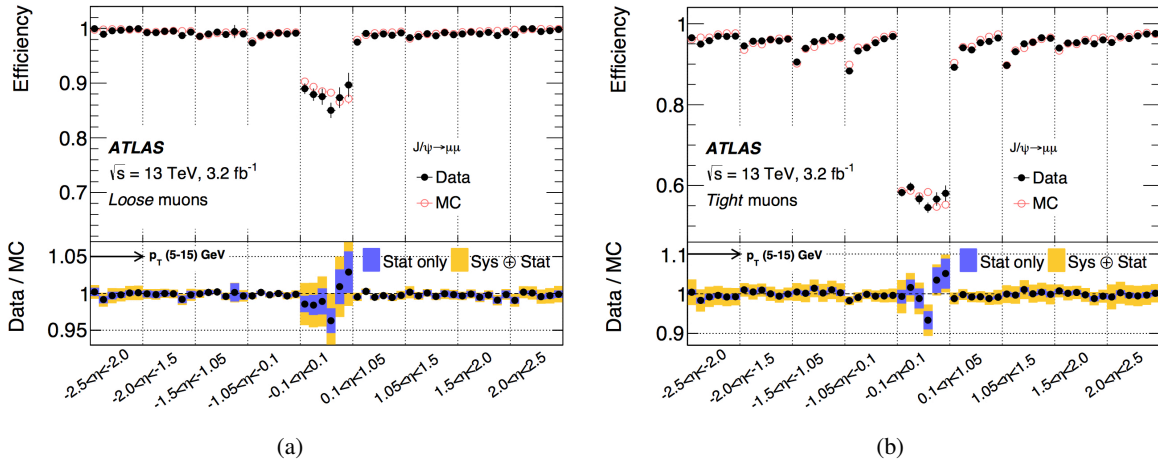 Efficiency
1
0.9
0.8
0.7
0.6
ATLAS
√s = 13 TeV, 3.2 fb⁻¹
Loose muons
J/ψ→μμ
Data
MC
Data / MC
1.05
1
0.95
p_T (5-15) GeV
Stat only
Sys ⊕ Stat
-2.5<η<-2.0
-2.0<η<-1.5
-1.5<η<-1.05
-1.05<η<-0.1
-0.1<η<0.1
0.1<η<1.05
1.05<η<1.5
1.5<η<2.0
2.0<η<2.5
(a)
Efficiency
1
0.9
0.8
0.7
0.6
ATLAS
√s = 13 TeV, 3.2 fb⁻¹
Tight muons
J/ψ→μμ
Data
MC
Data / MC
1.1
1
0.9
p_T (5-15) GeV
Stat only
Sys ⊕ Stat
-2.5<η<-2.0
-2.0<η<-1.5
-1.5<η<-1.05
-1.05<η<-0.1
-0.1<η<0.1
0.1<η<1.05
1.05<η<1.5
1.5<η<2.0
2.0<η<2.5
(b)